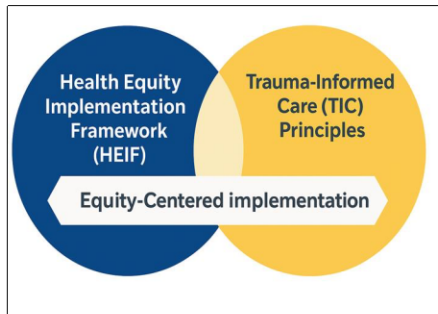 Health Equity
Implementation
Framework
(HEIF)
Trauma-Informed
Care (TIC)
Principles
Equity-Centered implementation